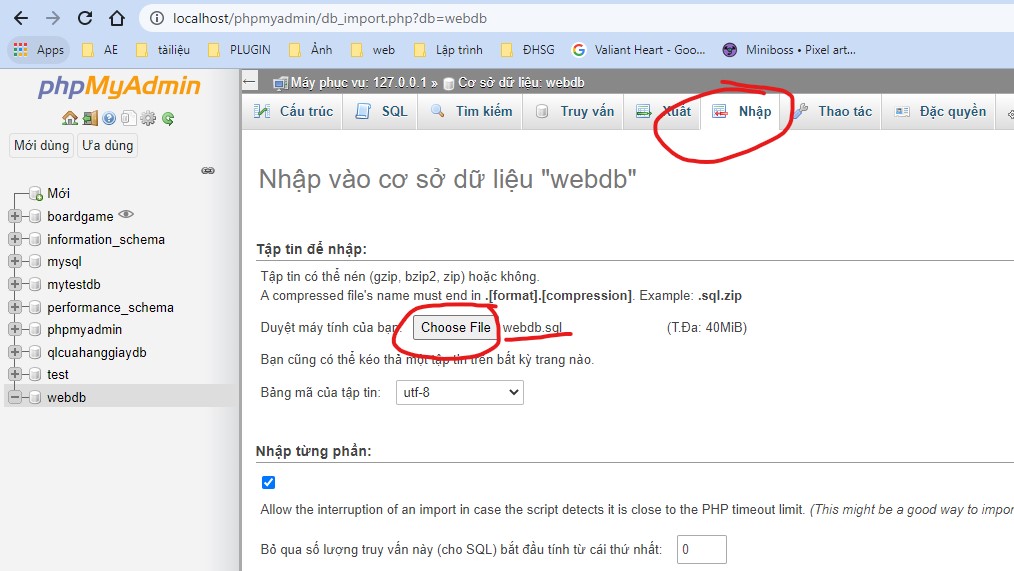 localhost/phpmyadmin/db_import.php?db=webdb
Apps AE tàiliệu PLUGIN Ảnh web Lập trình ĐHSG Valiant Heart - Goo... Miniboss • Pixel art...
phpMyAdmin
Mới dùng Ưa dùng
Mới
boardgame
information_schema
mysql
mytestdb
performance_schema
phpmyadmin
qlcuahanggiaydb
test
webdb
Máy phục vụ: 127.0.0.1 » Cơ sở dữ liệu: webdb
Cấu trúc SQL Tìm kiếm Truy vấn Xuất Nhập Thao tác Đặc quyền
Nhập vào cơ sở dữ liệu "webdb"
Tập tin để nhập:
Tập tin có thể nén (gzip, bzip2, zip) hoặc không.
A compressed file's name must end in .[format].[compression]. Example: .sql.zip
Duyệt máy tính của bạn: Choose File webdb.sql (T.Đa: 40MiB)
Bạn cũng có thể kéo thả một tập tin trên bất kỳ trang nào.
Bảng mã của tập tin: utf-8
Nhập từng phần:
Allow the interruption of an import in case the script detects it is close to the PHP timeout limit. (This might be a good way to impor
Bỏ qua số lượng truy vấn này (cho SQL) bắt đầu tính từ cái thứ nhất: 0